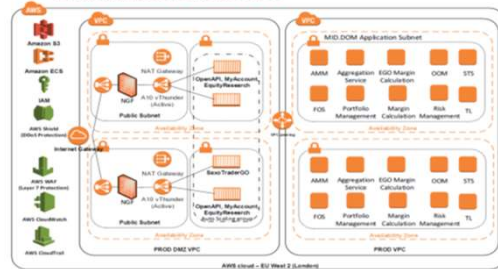 AWS
VPC
VPC
Amazon S3
Amazon ECS
IAM
AWS Shield
(DDoS Protection)
Internet Gateway
AWS WAF
(Layer 7 Protection)
AWS CloudWatch
AWS CloudTrail
NAT Gateway
NGF
A10 vThunder
(Active)
Public Subnet
OpenAPI, MyAccount,
EquityResearch
Availability Zone
NAT Gateway
NGF
A10 vThunder
(Active)
Public Subnet
SaxoTraderGO
OpenAPI, MyAccount,
EquityResearch
Availability Zone
PROD DMZ VPC
MID.DOM Application Subnet
AMM
Aggregation
Service
EGO Margin
Calculation
OOM
STS
FOS
Portfolio
Management
Margin
Calculation
Risk
Management
TL
Availability Zone
AMM
Aggregation
Service
EGO Margin
Calculation
OOM
STS
FOS
Portfolio
Management
Margin
Calculation
Risk
Management
TL
Availability Zone
PROD VPC
AWS cloud – EU West 2 (London)